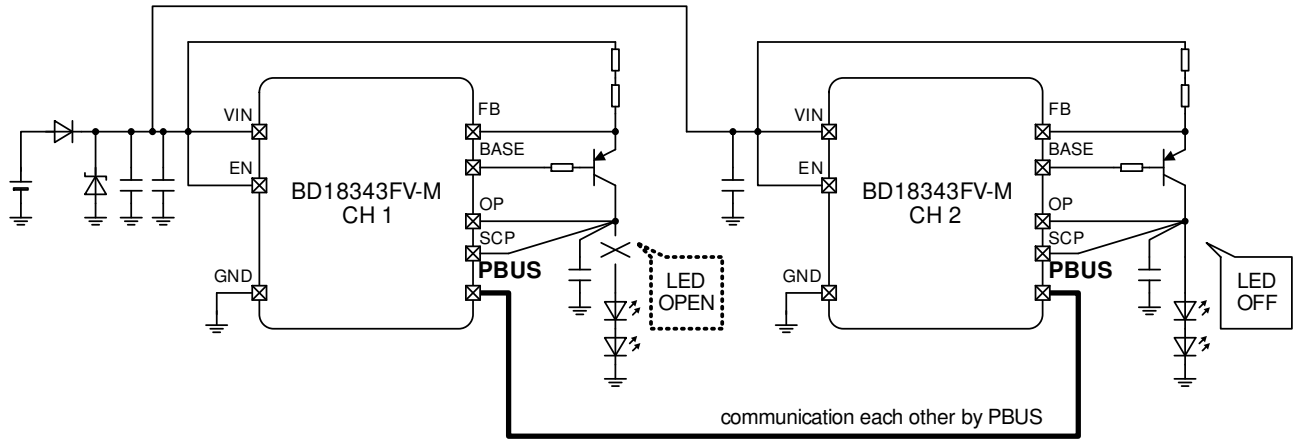 VIN
EN
GND
BD18343FV-M
CH 1
FB
BASE
OP
SCP
PBUS
LED
OPEN
VIN
EN
GND
BD18343FV-M
CH 2
FB
BASE
OP
SCP
PBUS
LED
OFF
communication each other by PBUS